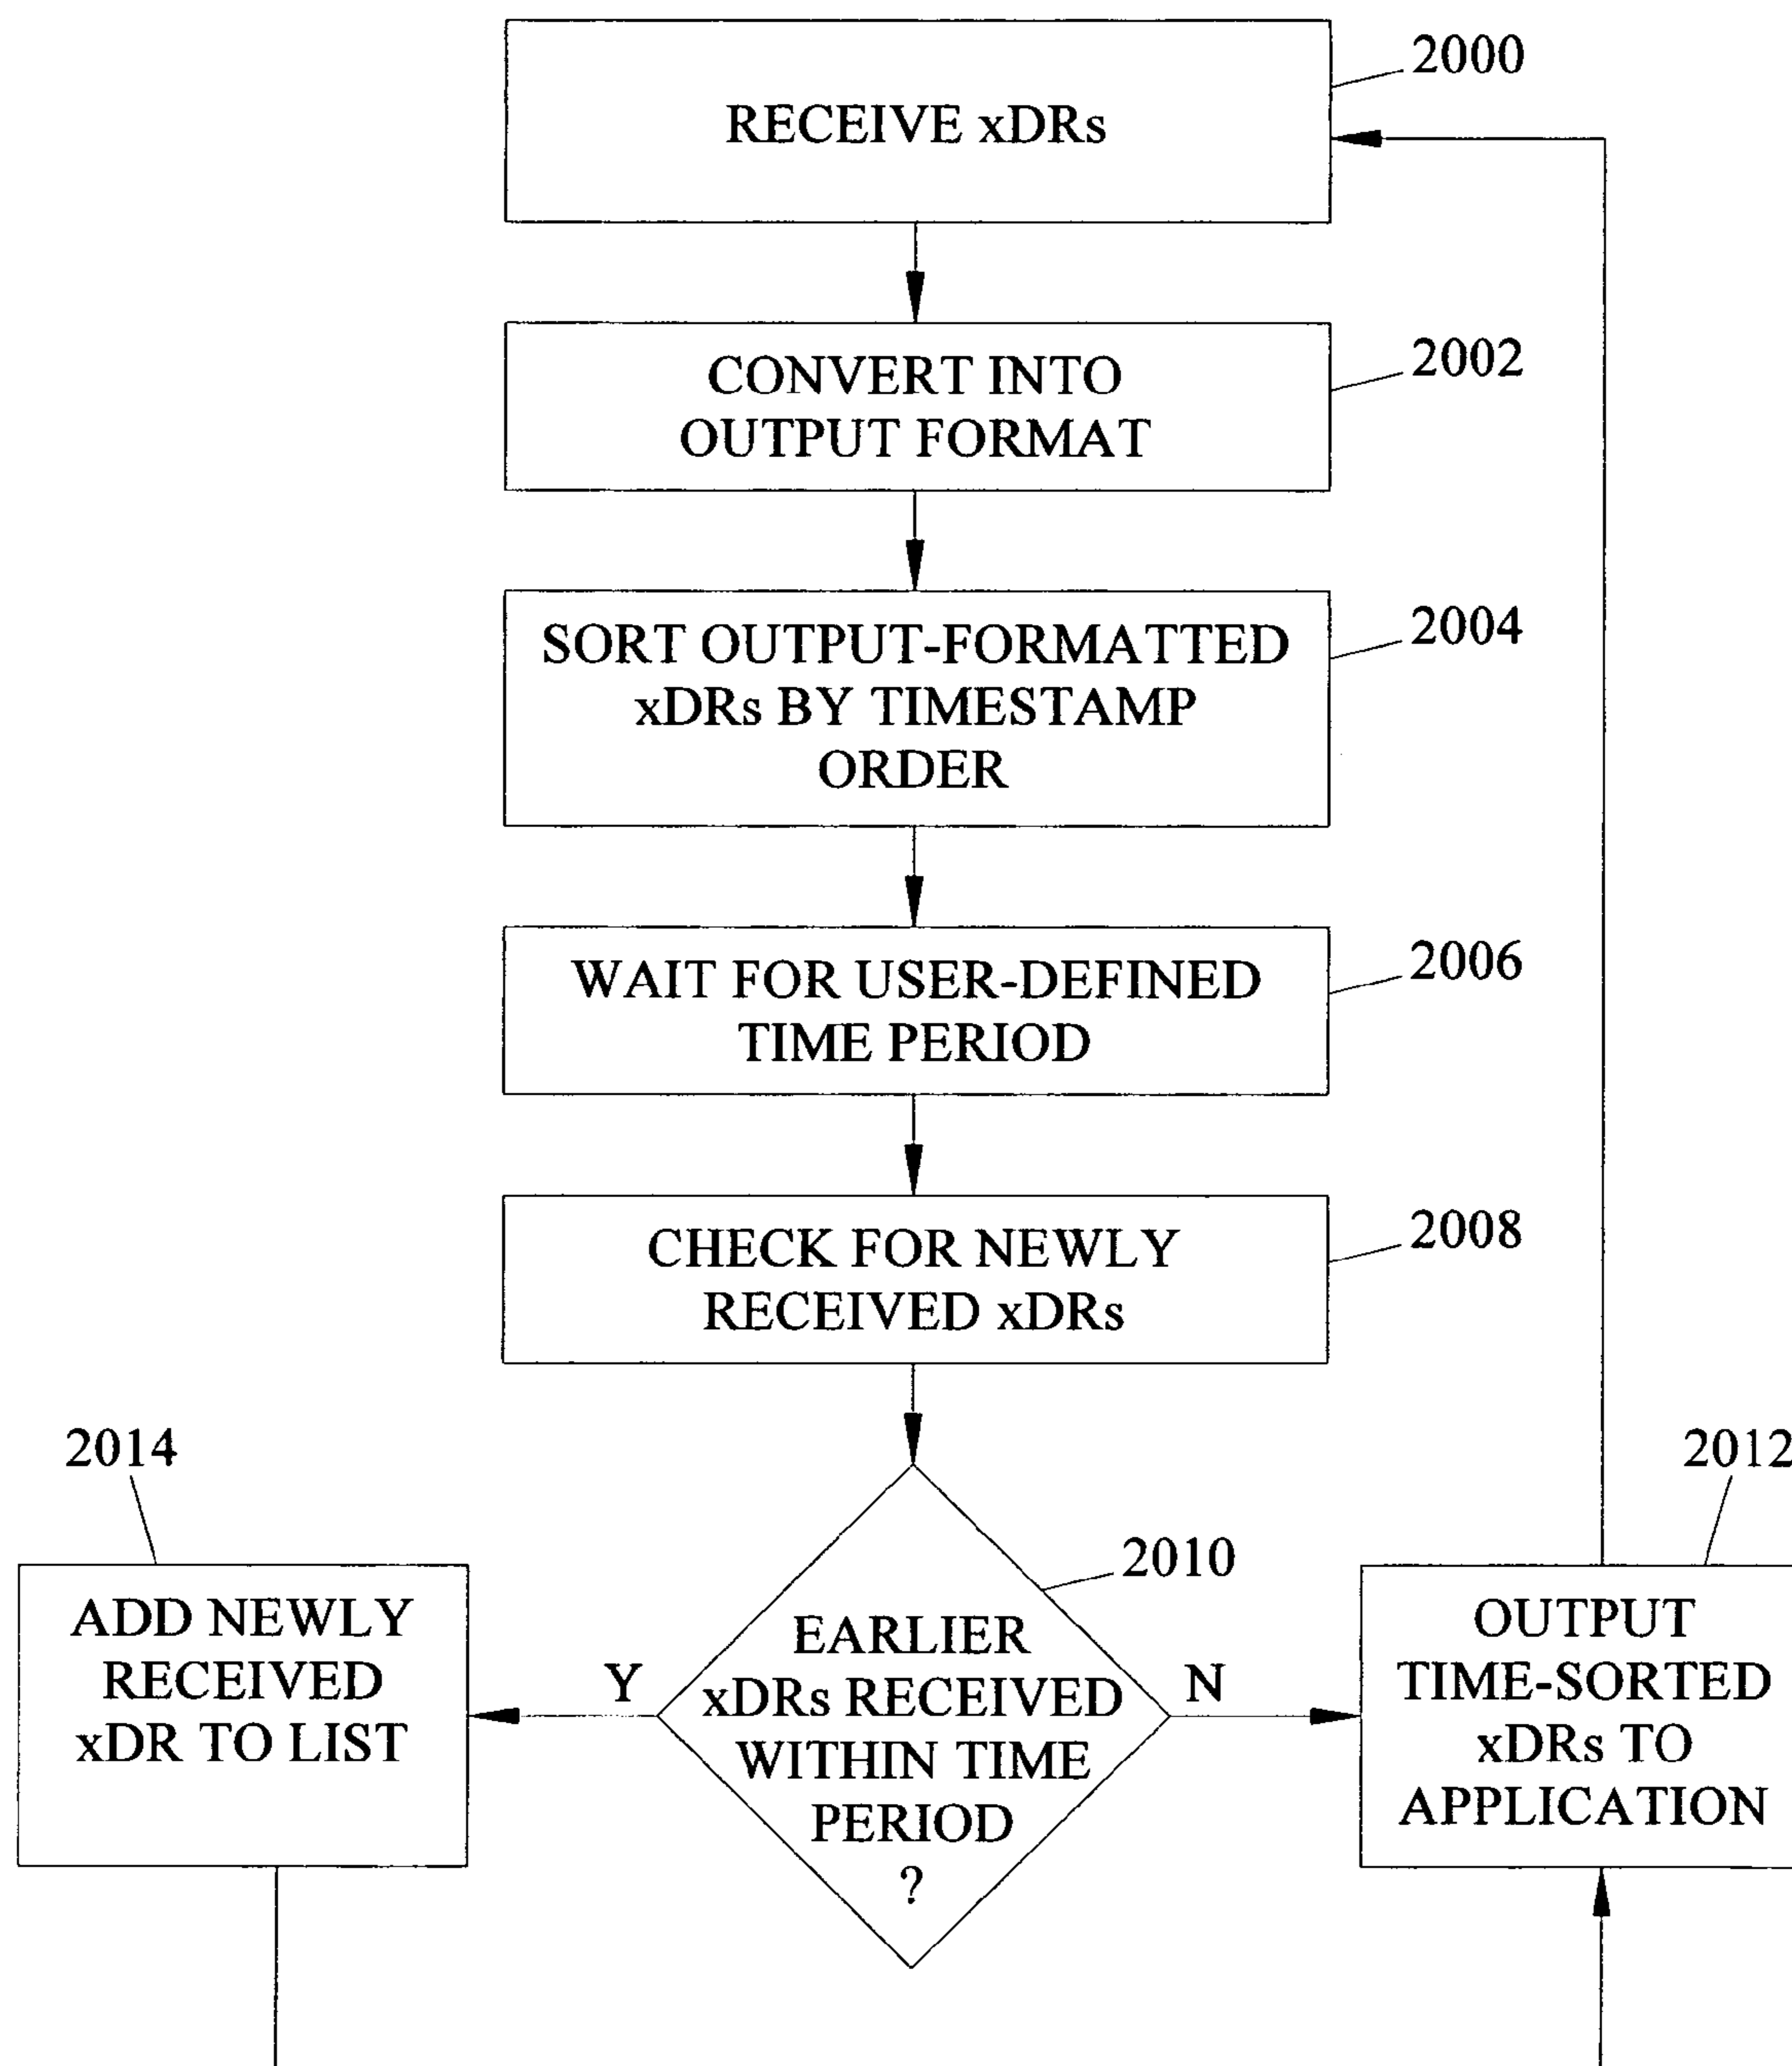 2000
RECEIVE xDRs
2002
CONVERT INTO
OUTPUT FORMAT
2004
SORT OUTPUT-FORMATTED
xDRs BY TIMESTAMP
ORDER
2006
WAIT FOR USER-DEFINED
TIME PERIOD
2008
CHECK FOR NEWLY
RECEIVED xDRs
2014
ADD NEWLY
RECEIVED
xDR TO LIST
Y
2010
EARLIER
xDRs RECEIVED
WITHIN TIME
PERIOD
?
N
2012
OUTPUT
TIME-SORTED
xDRs TO
APPLICATION